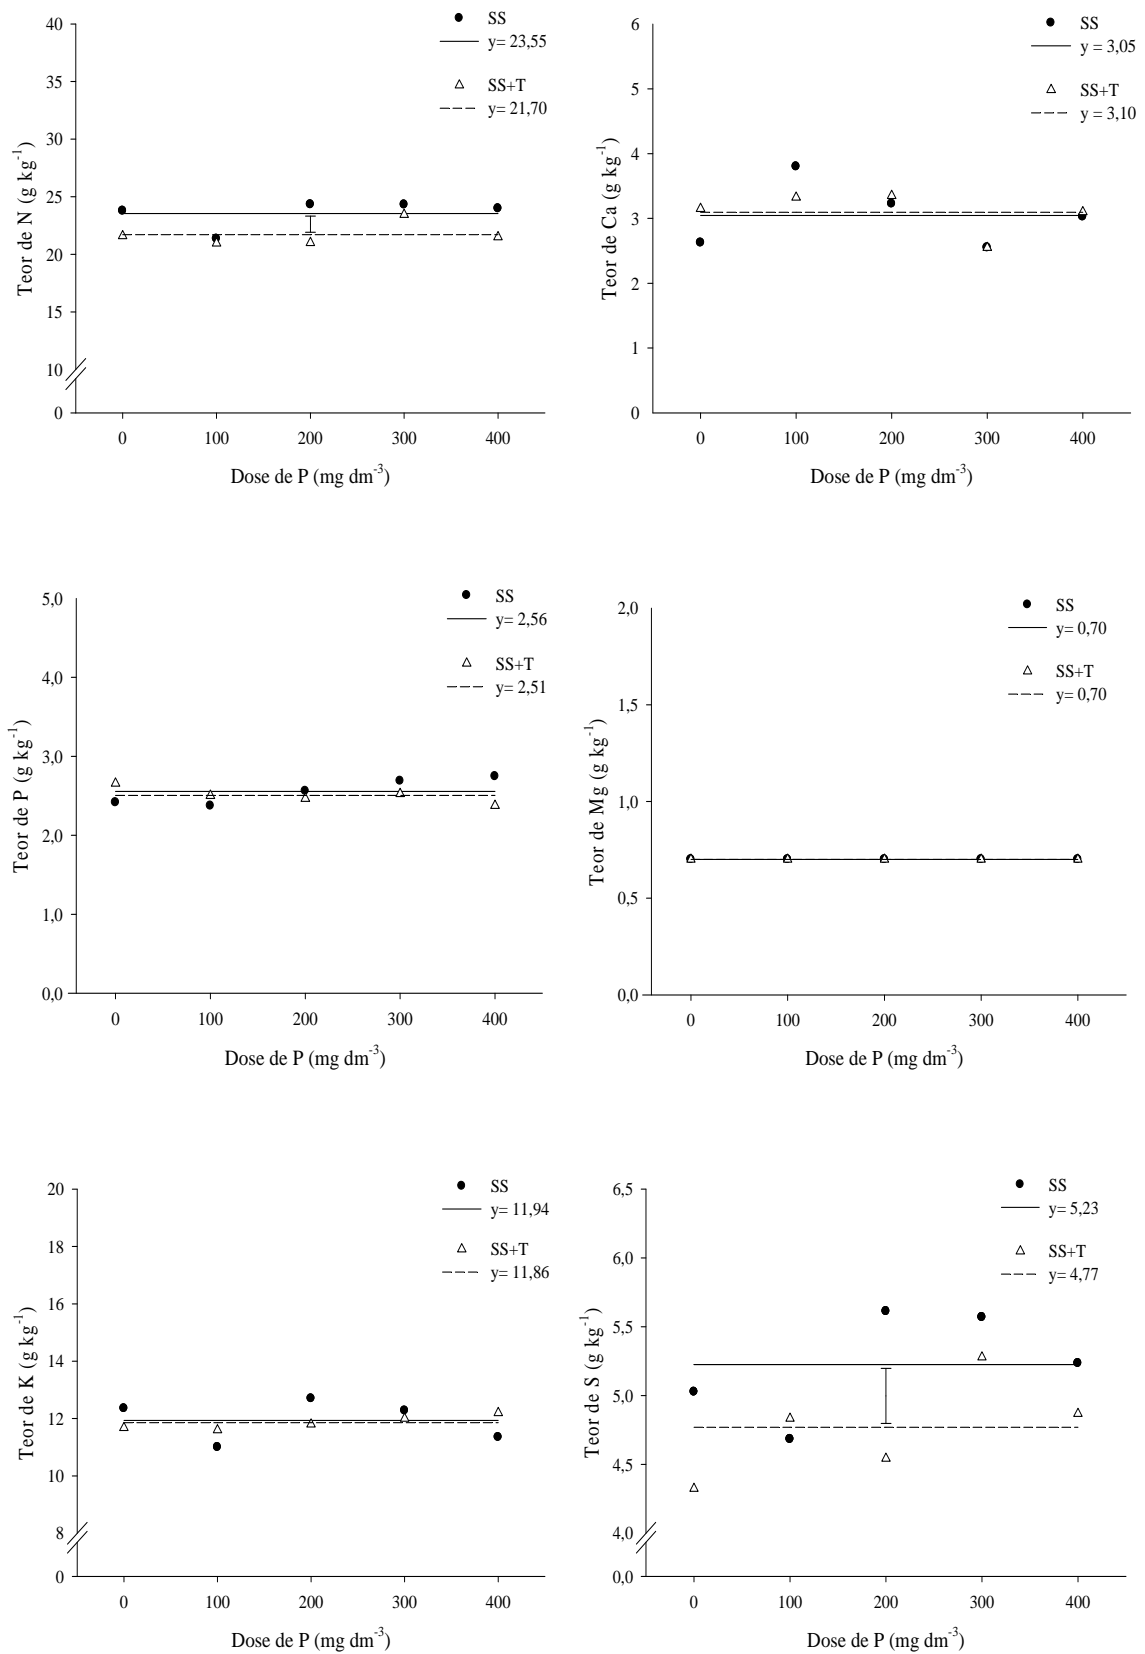 SS
y= 23,55
SS+T
y= 21,70
40
35
30
25
20
15
10
0
Teor de N (g kg⁻¹)
0 100 200 300 400
Dose de P (mg dm⁻³)
SS
y = 3,05
SS+T
y = 3,10
6
5
4
3
2
1
0
Teor de Ca (g kg⁻¹)
0 100 200 300 400
Dose de P (mg dm⁻³)
SS
y= 2,56
SS+T
y= 2,51
5,0
4,0
3,0
2,0
1,0
0,0
Teor de P (g kg⁻¹)
0 100 200 300 400
Dose de P (mg dm⁻³)
SS
y= 0,70
SS+T
y= 0,70
2,0
1,5
1,0
0,5
0,0
Teor de Mg (g kg⁻¹)
0 100 200 300 400
Dose de P (mg dm⁻³)
SS
y= 11,94
SS+T
y= 11,86
20
18
16
14
12
10
8
0
Teor de K (g kg⁻¹)
0 100 200 300 400
Dose de P (mg dm⁻³)
SS
y= 5,23
SS+T
y= 4,77
6,5
6,0
5,5
5,0
4,5
4,0
0,0
Teor de S (g kg⁻¹)
0 100 200 300 400
Dose de P (mg dm⁻³)